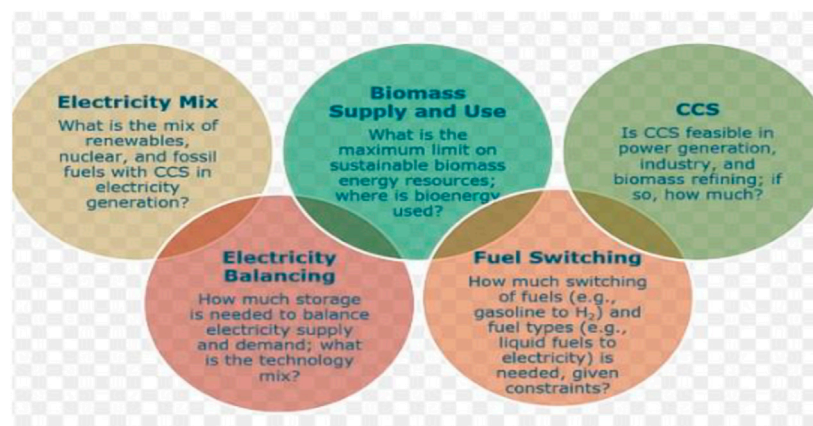 Electricity Mix
What is the mix of
renewables,
nuclear, and fossil
fuels with CCS in
electricity
generation?
Biomass
Supply and Use
What is the
maximum limit on
sustainable biomass
energy resources;
where is bioenergy
used?
CCS
Is CCS feasible in
power generation,
industry, and
biomass refining; if
so, how much?
Electricity
Balancing
How much storage
is needed to balance
electricity supply
and demand; what
is the technology
mix?
Fuel Switching
How much switching
of fuels (e.g.,
gasoline to H₂) and
fuel types (e.g.,
liquid fuels to
electricity) is
needed, given
constraints?